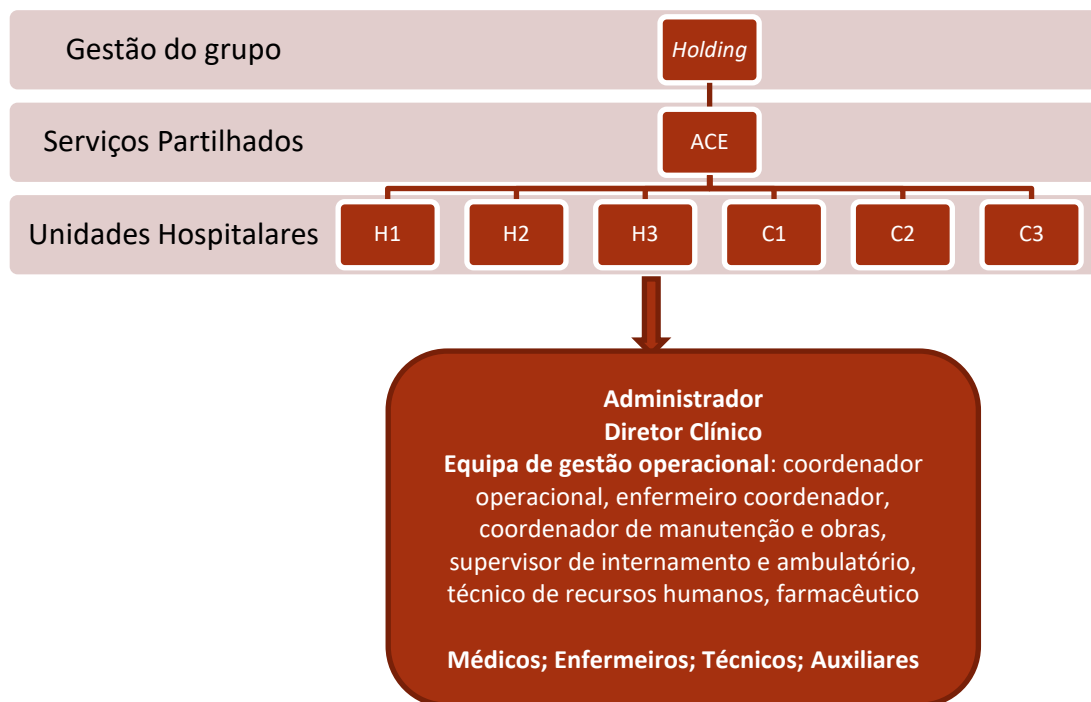 Gestão do grupo
Holding
Serviços Partilhados
ACE
Unidades Hospitalares
H1
H2
H3
C1
C2
C3
Administrador
Diretor Clínico
Equipa de gestão operacional: coordenador
operacional, enfermeiro coordenador,
coordenador de manutenção e obras,
supervisor de internamento e ambulatório,
técnico de recursos humanos, farmacêutico
Médicos; Enfermeiros; Técnicos; Auxiliares